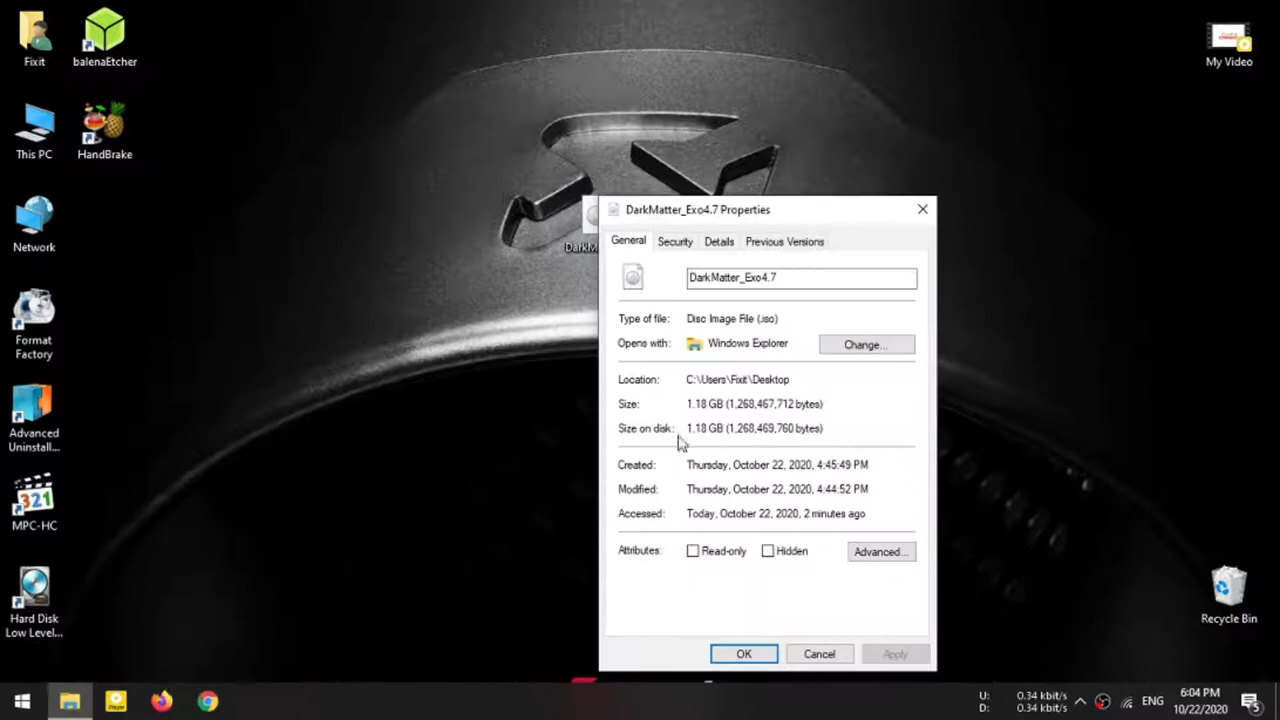 Fixit
balenaEtcher
My Video
This PC
HandBrake
Network
Format
Factory
Advanced
Uninstall...
MPC-HC
Hard Disk
Low Level...
Recycle Bin
DarkM
DarkMatter_Exo4.7 Properties
General Security Details Previous Versions
DarkMatter_Exo4.7
Type of file: Disc Image File (.iso)
Opens with: Windows Explorer Change...
Location: C:\Users\Fixit\Desktop
Size: 1.18 GB (1,268,467,712 bytes)
Size on disk: 1.18 GB (1,268,469,760 bytes)
Created: Thursday, October 22, 2020, 4:45:49 PM
Modified: Thursday, October 22, 2020, 4:44:52 PM
Accessed: Today, October 22, 2020, 2 minutes ago
Attributes: Read-only Hidden Advanced...
OK Cancel Apply
U: 0.34 kbit/s
D: 0.34 kbit/s
ENG
6:04 PM
10/22/2020
5